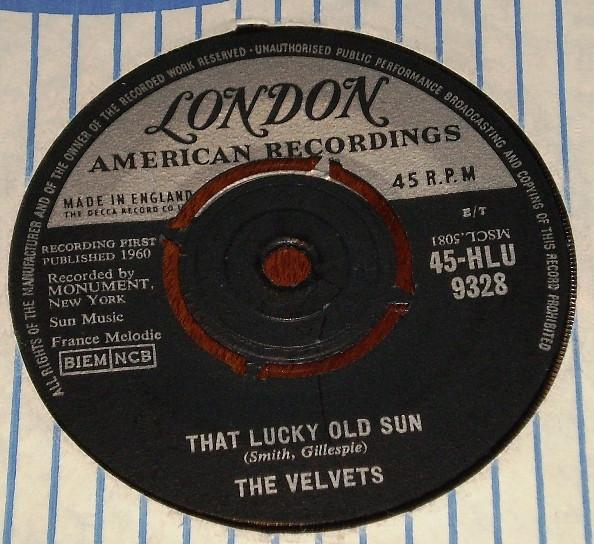 ALL RIGHTS OF THE MANUFACTURER AND OF THE OWNER OF THE RECORDED WORK RESERVED · UNAUTHORISED PUBLIC PERFORMANCE BROADCASTING AND COPYING OF THIS RECORD PROHIBITED
LONDON
AMERICAN RECORDINGS
45 R.P.M
MADE IN ENGLAND
THE DECCA RECORD CO
E/T
MSCL.5081
45-HLU
9328
RECORDING FIRST
PUBLISHED 1960
Recorded by
MONUMENT,
New York
Sun Music
France Melodie
BIEM NCB
THAT LUCKY OLD SUN
(Smith, Gillespie)
THE VELVETS